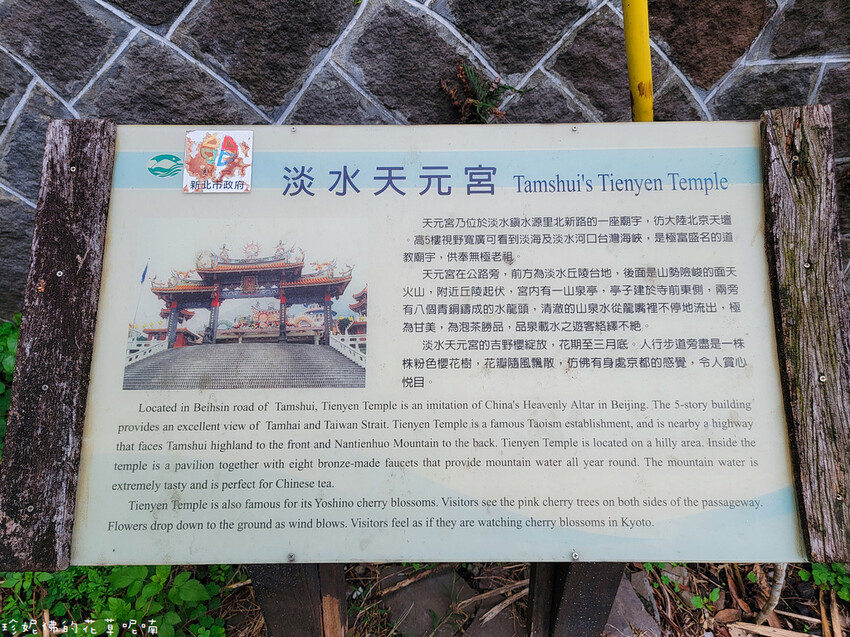 新北市政府
淡水天元宮 Tamshui's Tienyen Temple
天元宮乃位於淡水鎮水源里北新路的一座廟宇，彷大陸北京天壇
。高5樓視野寬廣可看到淡海及淡水河口台灣海峽，是極富盛名的道
教廟宇，供奉無極老祖。
天元宮在公路旁，前方為淡水丘陵台地，後面是山勢險峻的面天
火山，附近丘陵起伏，宮內有一山泉亭，亭子建於寺前東側，兩旁
有八個青銅鑄成的水龍頭，清澈的山泉水從龍嘴裡不停地流出，極
為甘美，為泡茶勝品，品泉載水之遊客絡繹不絕。
淡水天元宮的吉野櫻綻放，花期至三月底。人行步道旁盡是一株
株粉色櫻花樹，花瓣隨風飄散，仿佛有身處京都的感覺，令人賞心
悅目。
Located in Beihsin road of Tamshui, Tienyen Temple is an imitation of China's Heavenly Altar in Beijing. The 5-story building
provides an excellent view of Tamhai and Taiwan Strait. Tienyen Temple is a famous Taoism establishment, and is nearby a highway
that faces Tamshui highland to the front and Nantienhuo Mountain to the back. Tienyen Temple is located on a hilly area. Inside the
temple is a pavilion together with eight bronze-made faucets that provide mountain water all year round. The mountain water is
extremely tasty and is perfect for Chinese tea.
Tienyen Temple is also famous for its Yoshino cherry blossoms. Visitors see the pink cherry trees on both sides of the passageway.
Flowers drop down to the ground as wind blows. Visitors feel as if they are watching cherry blossoms in Kyoto.
珍妮佛的花草呢喃